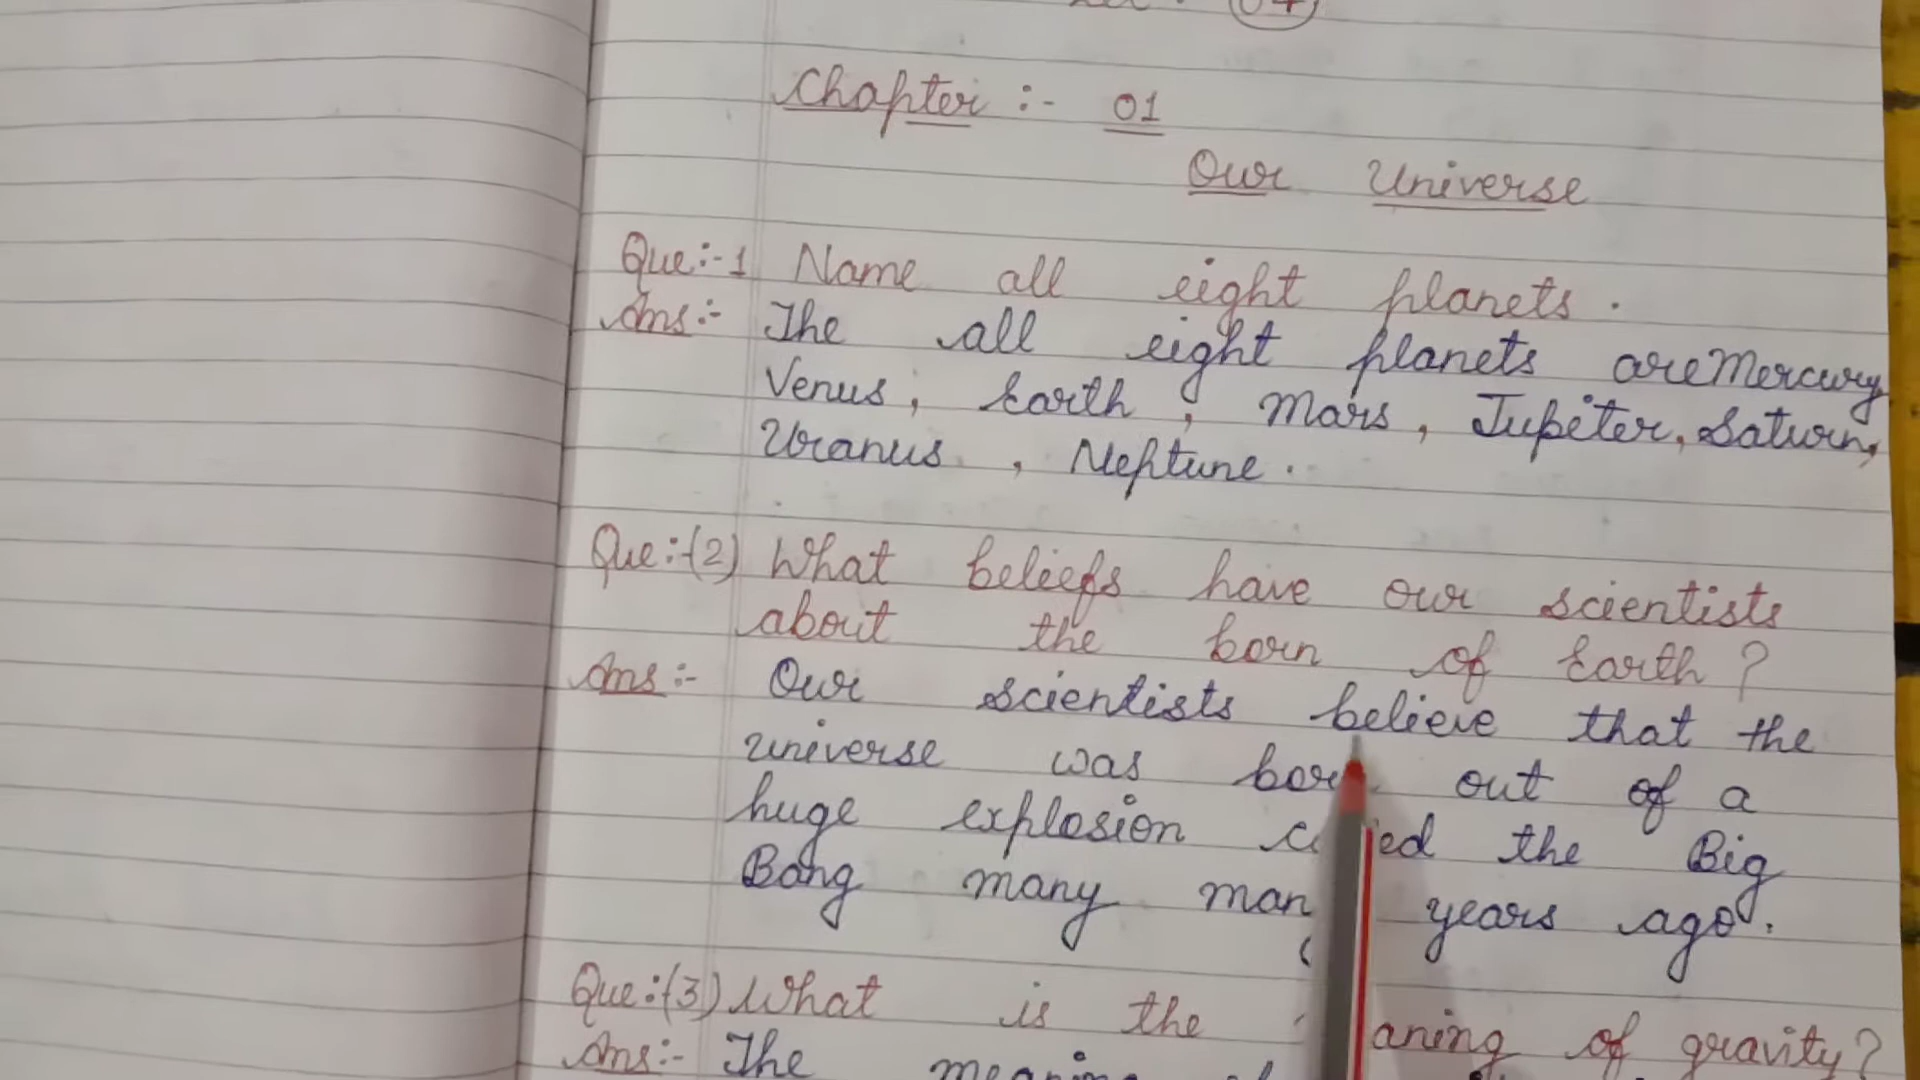 Chapter :- 01
Our Universe
Que:-1 Name all eight planets.
Ans:- The all eight planets are Mercury
Venus, Earth, Mars, Jupiter, Saturn,
Uranus, Neptune.
Que:-(2) What beliefs have our scientists
about the born of Earth?
Ans:- Our scientists believe that the
universe was out of a
huge explosion the Big
Bang many years ago.
Que:-(3) What is the of gravity?
Ans:- The